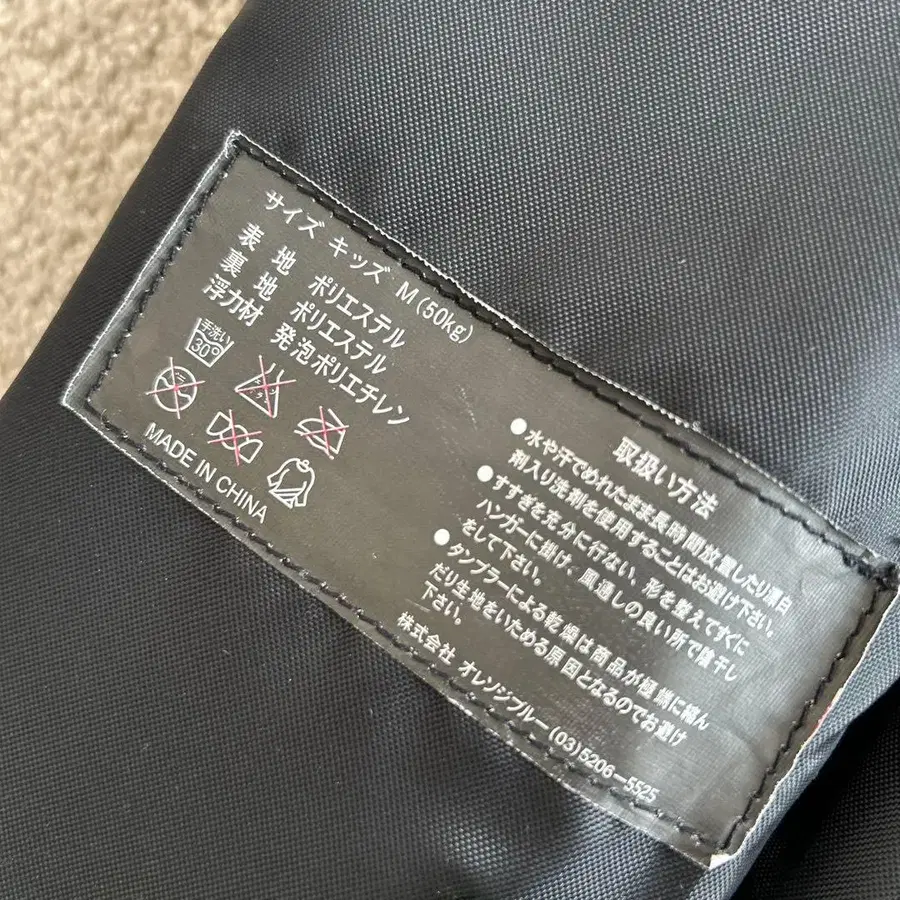 サイズ キッズ M(50kg)
表 地 ポリエステル
裏 地 ポリエステル
浮力材 発泡ポリエチレン
手洗い
30°
MADE IN CHINA
取扱い方法
●水や汗でぬれたまま長時間放置したり漂白
剤入り洗剤を使用することはお避け下さい。
●すすぎを充分に行ない、形を整えてすぐに
ハンガーに掛け、風通しの良い所で陰干し
をして下さい。
●タンブラーによる乾燥は商品が極端に縮ん
だり生地をいためる原因となるのでお避け
下さい。
株式会社 オレンジブルー(03)5206-5525